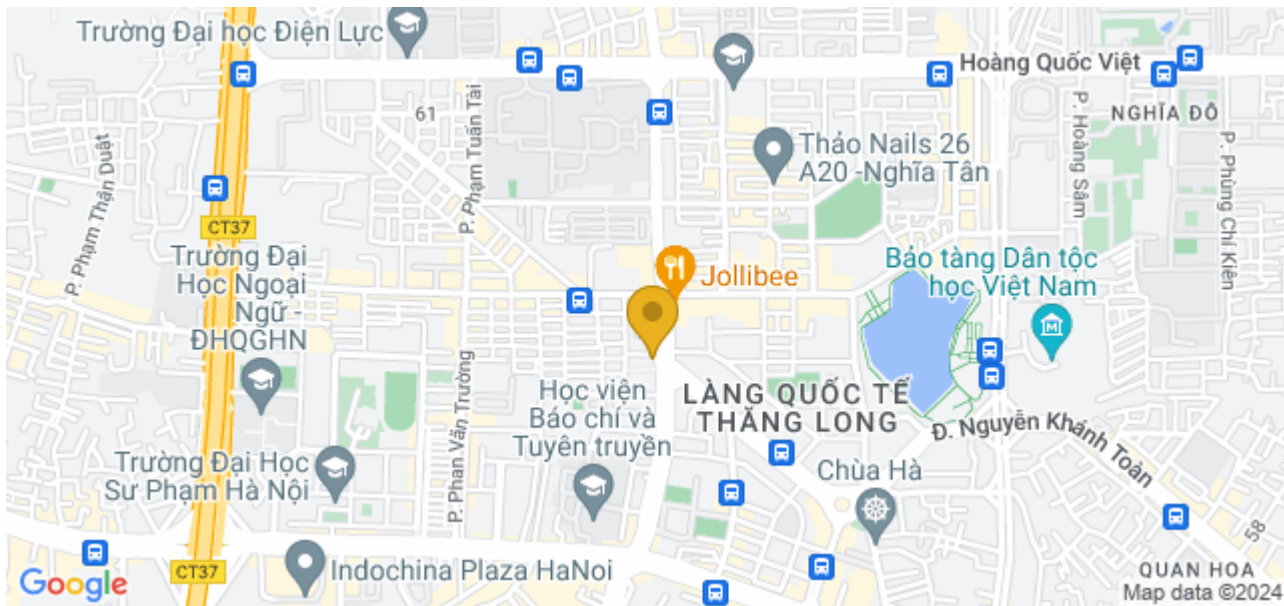 Trường Đại học Điện Lực
Hoàng Quốc Việt
61
P. Phạm Tuấn Tài
P. Hoàng Sâm
NGHĨA ĐÔ
P. Phùng Chí Kiên
P. Phạm Thận Duật
Thảo Nails 26
A20 -Nghĩa Tân
CT37
Trường Đại
Học Ngoại
Ngữ -
ĐHQGHN
Jollibee
Bảo tàng Dân tộc
học Việt Nam
P. Phan Văn Trường
Học viện
Báo chí và
Tuyên truyền
LÀNG QUỐC TẾ
THĂNG LONG
Đ. Nguyễn Khánh Toàn
Trường Đại Học
Sư Phạm Hà Nội
Chùa Hà
58
CT37
Indochina Plaza HaNoi
QUAN HOA
Google
Map data ©2024